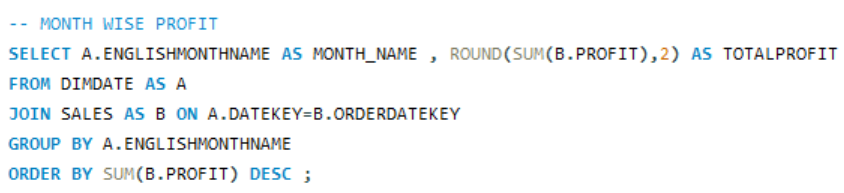 -- MONTH WISE PROFIT
SELECT A.ENGLISHMONTHNAME AS MONTH_NAME , ROUND(SUM(B.PROFIT),2) AS TOTALPROFIT
FROM DIMDATE AS A
JOIN SALES AS B ON A.DATEKEY=B.ORDERDATEKEY
GROUP BY A.ENGLISHMONTHNAME
ORDER BY SUM(B.PROFIT) DESC ;